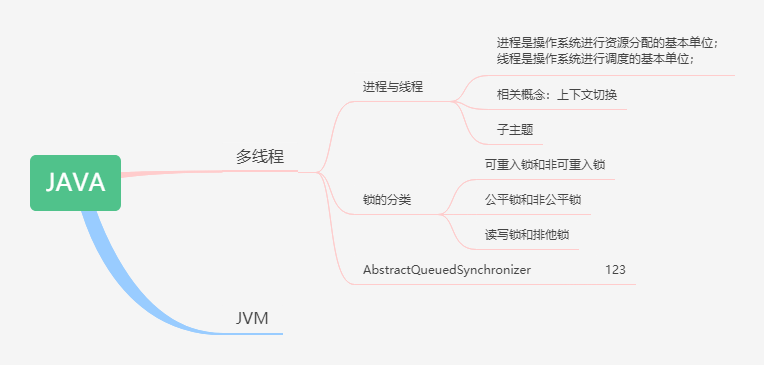 进程是操作系统进行资源分配的基本单位；
线程是操作系统进行调度的基本单位；
进程与线程
相关概念：上下文切换
子主题
多线程
可重入锁和非可重入锁
JAVA
锁的分类
公平锁和非公平锁
读写锁和排他锁
AbstractQueuedSynchronizer 123
JVM